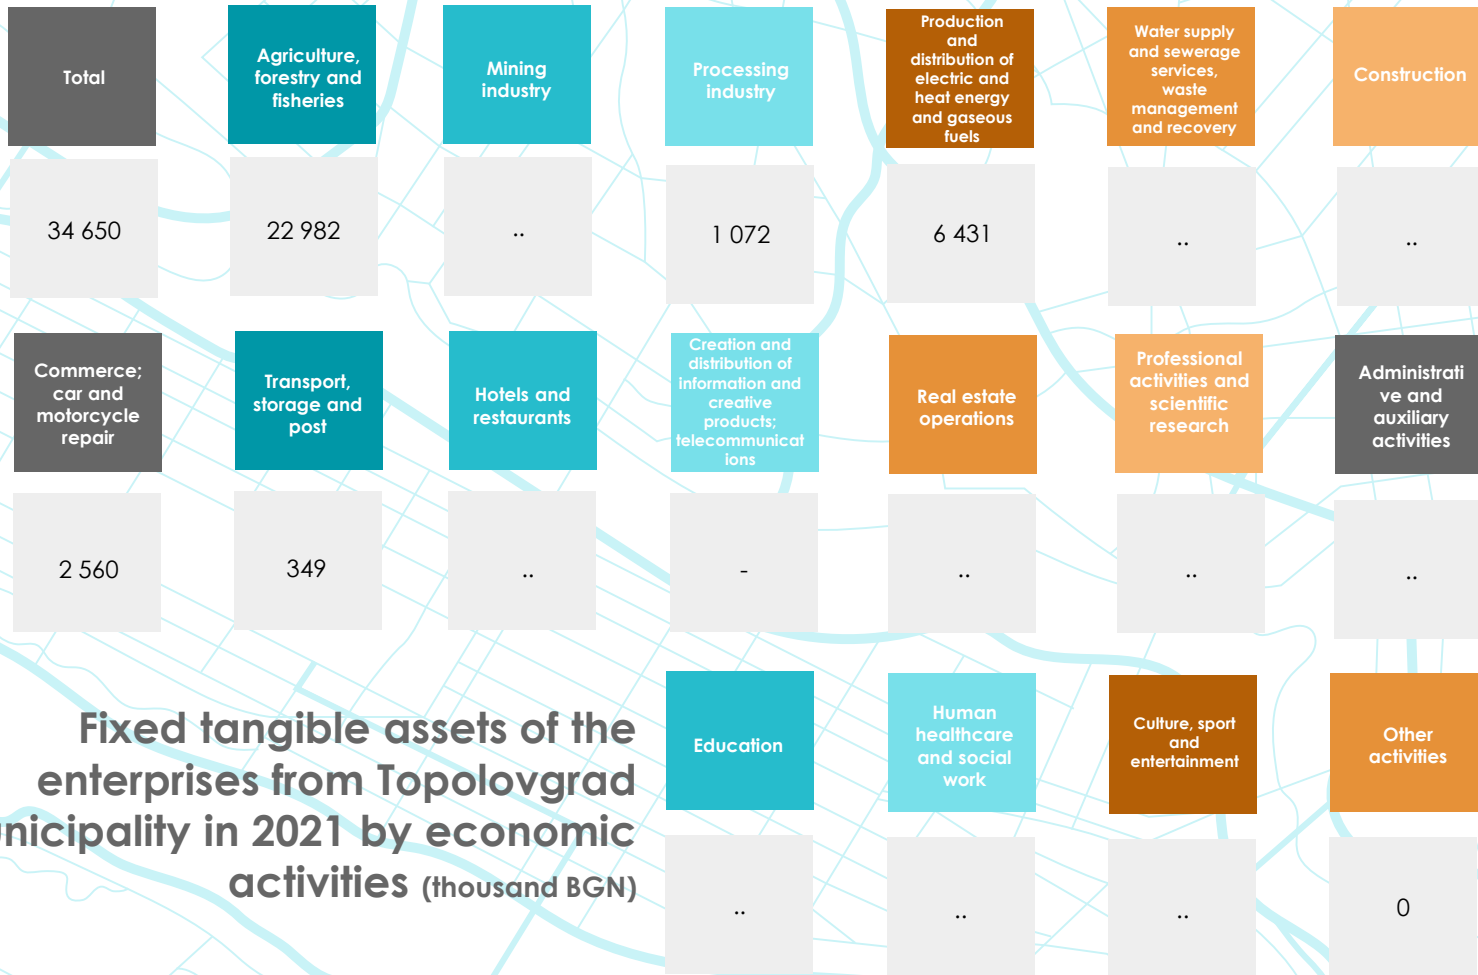 Total
Agriculture,
forestry and
fisheries
Mining
industry
Processing
industry
Production
and
distribution of
electric and
heat energy
and gaseous
fuels
Water supply
and sewerage
services,
waste
management
and recovery
Construction
34 650
22 982
..
1 072
6 431
..
..
Commerce;
car and
motorcycle
repair
Transport,
storage and
post
Hotels and
restaurants
Creation and
distribution of
information and
creative
products;
telecommunicat
ions
Real estate
operations
Professional
activities and
scientific
research
Administrati
ve and
auxiliary
activities
2 560
349
..
-
..
..
..
Fixed tangible assets of the
enterprises from Topolovgrad
nicipality in 2021 by economic
activities (thousand BGN)
Education
Human
healthcare
and social
work
Culture, sport
and
entertainment
Other
activities
..
..
..
0